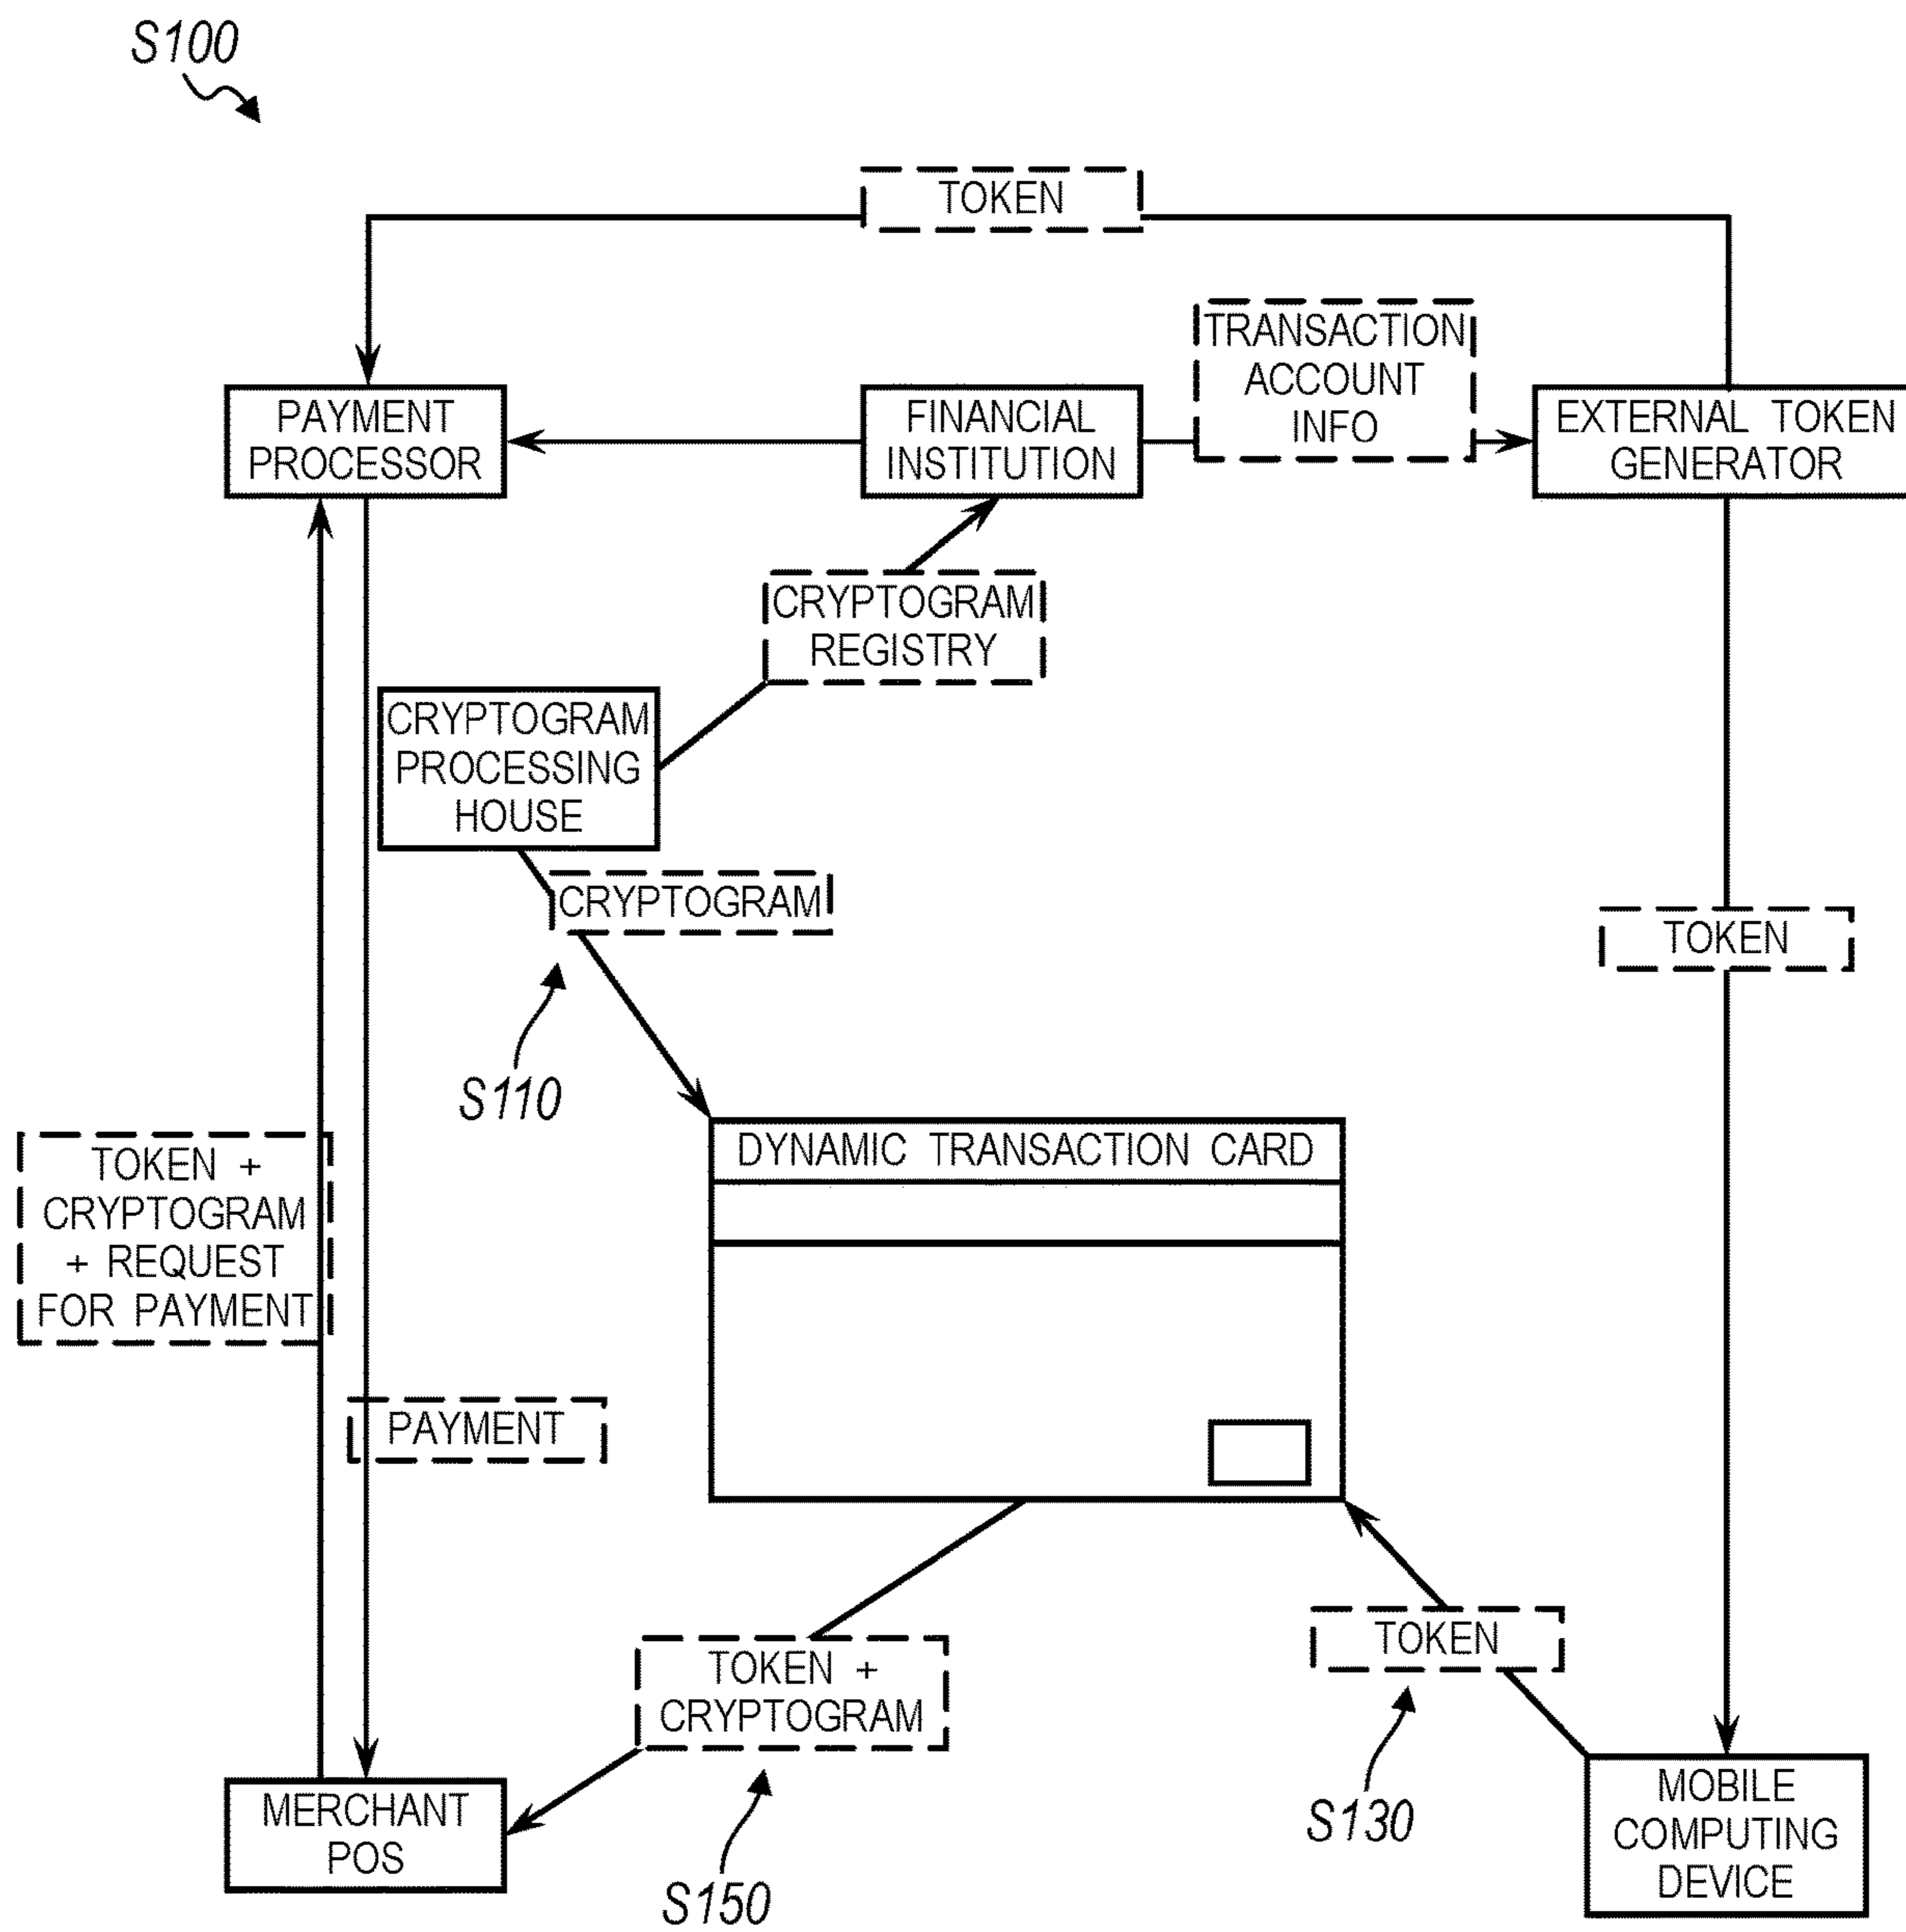 S100
TOKEN
TRANSACTION
ACCOUNT
INFO
PAYMENT
PROCESSOR
FINANCIAL
INSTITUTION
EXTERNAL TOKEN
GENERATOR
CRYPTOGRAM
REGISTRY
CRYPTOGRAM
PROCESSING
HOUSE
CRYPTOGRAM
TOKEN
S110
DYNAMIC TRANSACTION CARD
TOKEN +
CRYPTOGRAM
+ REQUEST
FOR PAYMENT
PAYMENT
TOKEN +
CRYPTOGRAM
TOKEN
MERCHANT
POS
S150
S130
MOBILE
COMPUTING
DEVICE